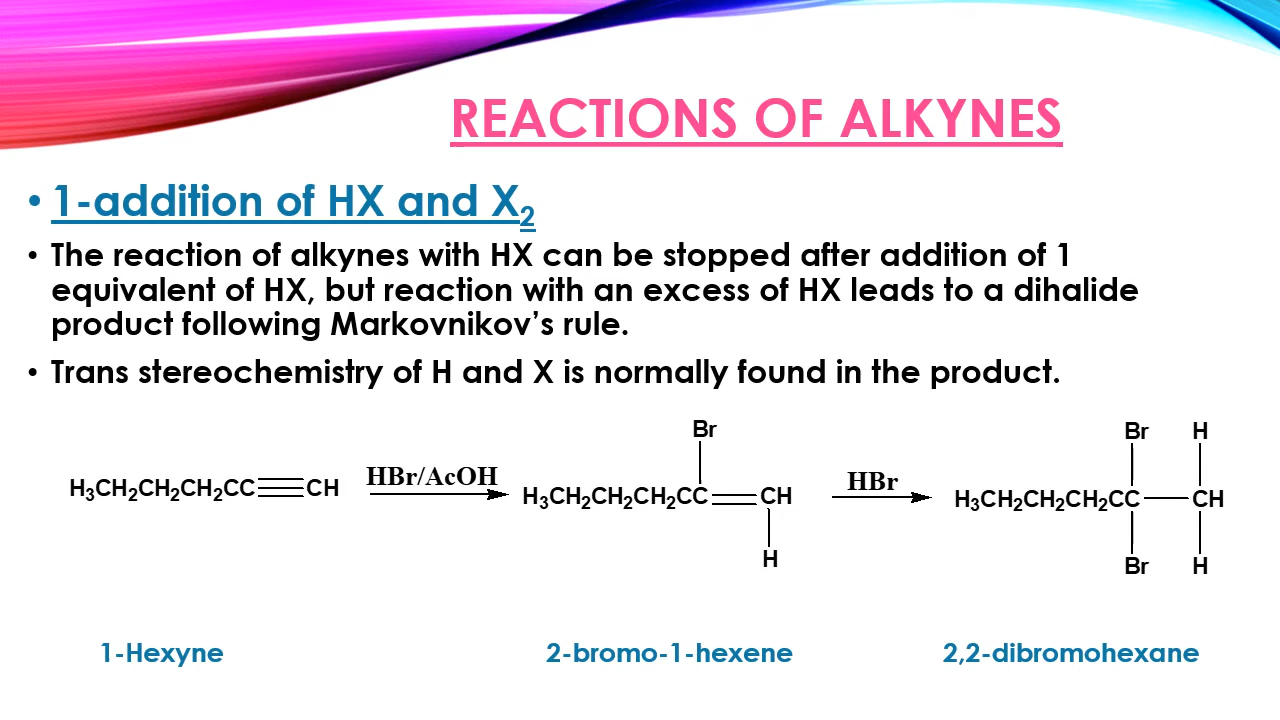 REACTIONS OF ALKYNES
• 1-addition of HX and X₂
• The reaction of alkynes with HX can be stopped after addition of 1
equivalent of HX, but reaction with an excess of HX leads to a dihalide
product following Markovnikov’s rule.
• Trans stereochemistry of H and X is normally found in the product.
Br
Br H
H₃CH₂CH₂CH₂CC≡CH HBr/AcOH H₃CH₂CH₂CH₂CC=CH HBr H₃CH₂CH₂CH₂CC—CH
H
Br H
1-Hexyne 2-bromo-1-hexene 2,2-dibromohexane